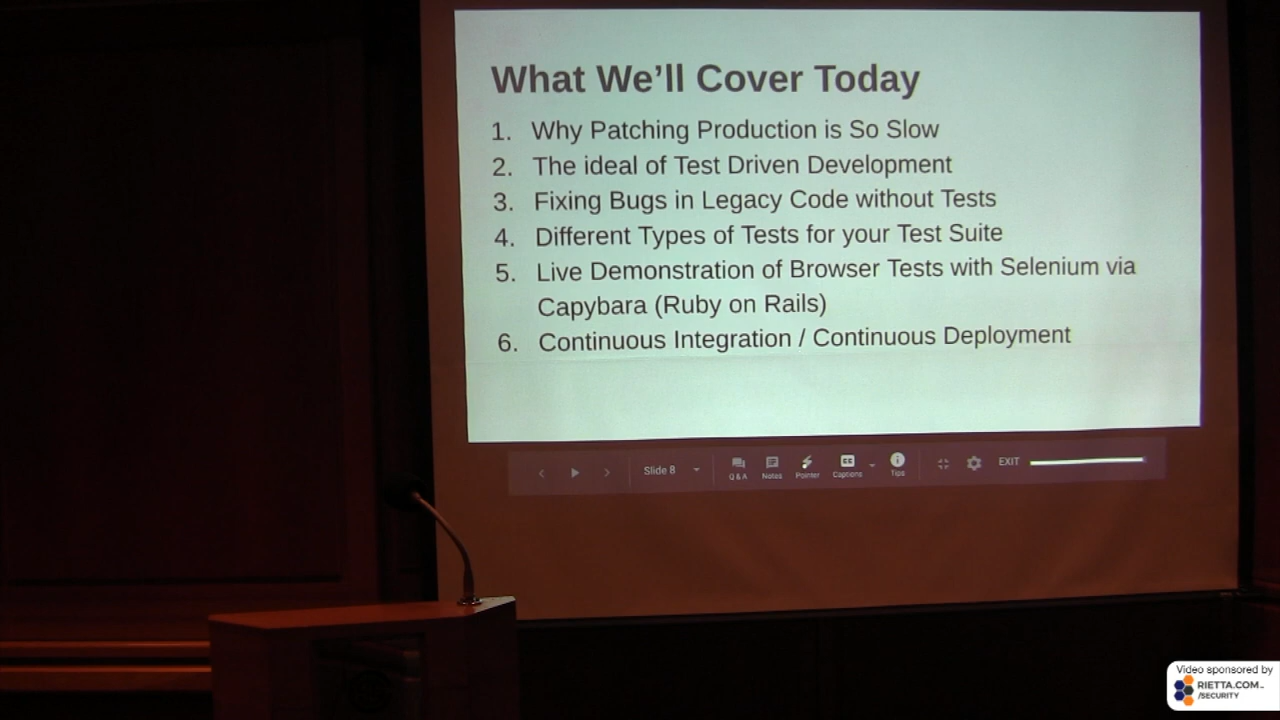 What We'll Cover Today
1. Why Patching Production is So Slow
2. The ideal of Test Driven Development
3. Fixing Bugs in Legacy Code without Tests
4. Different Types of Tests for your Test Suite
5. Live Demonstration of Browser Tests with Selenium via
Capybara (Ruby on Rails)
6. Continuous Integration / Continuous Deployment
Slide 8
Q & A
Notes
Pointer
CC
Captions
Tips
EXIT
Video sponsored by
RIETTA.COM
/SECURITY